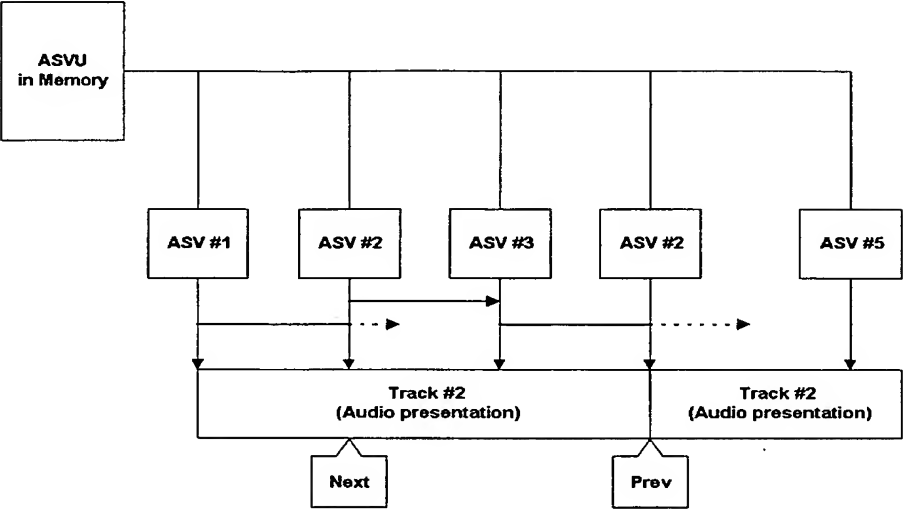 ASVU
in Memory
ASV #1
ASV #2
ASV #3
ASV #2
ASV #5
Track #2
(Audio presentation)
Track #2
(Audio presentation)
Next
Prev